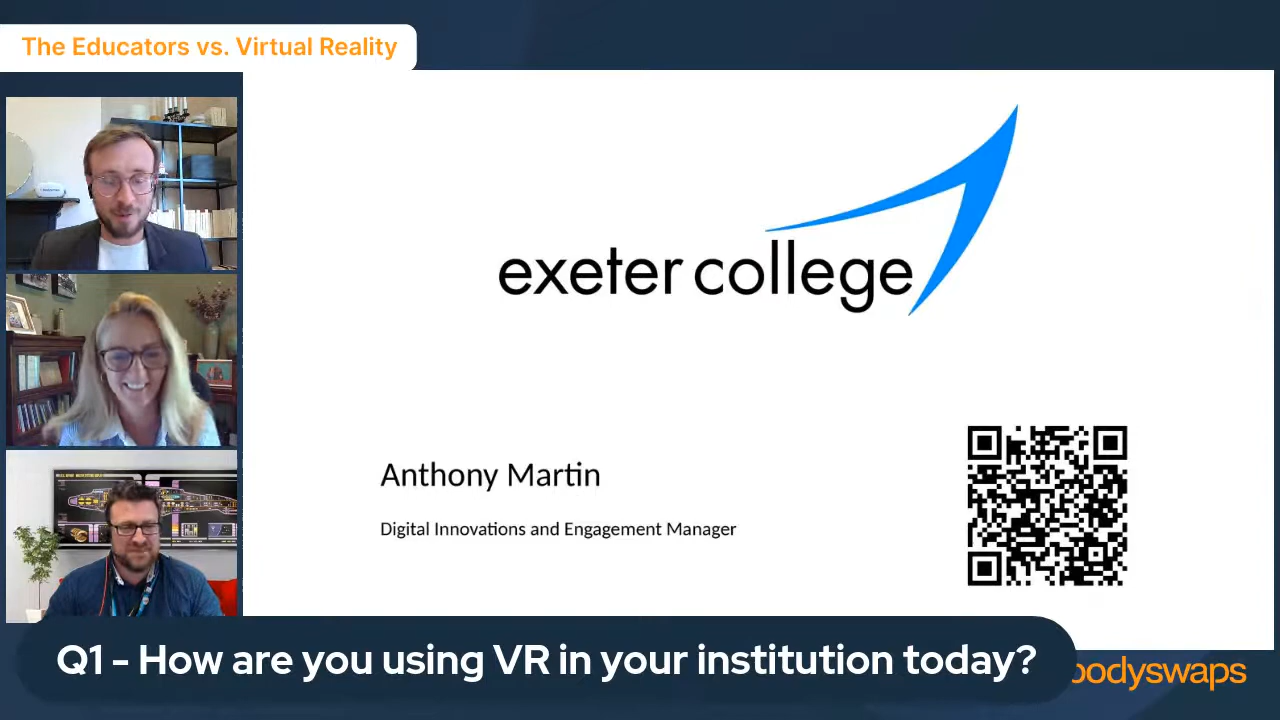 The Educators vs. Virtual Reality
exeter college
Anthony Martin
Digital Innovations and Engagement Manager
Q1 - How are you using VR in your institution today?
bodyswaps